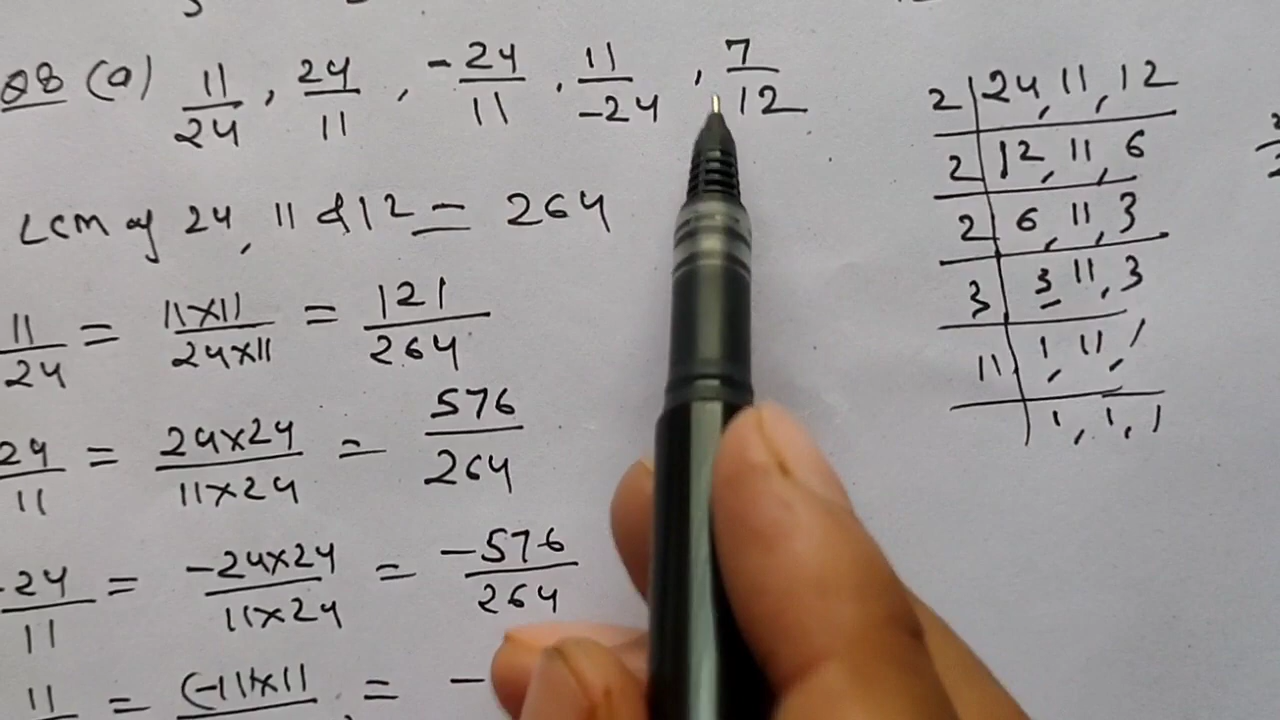 Q8 (a) 11/24, 24/11, -24/11, 11/-24, 7/12
LCM of 24, 11 & 12 = 264
11/24 = 11×11/24×11 = 121/264
24/11 = 24×24/11×24 = 576/264
-24/11 = -24×24/11×24 = -576/264
11 = (-11)×11 = -
2 | 24, 11, 12
2 | 12, 11, 6
2 | 6, 11, 3
3 | 3, 11, 3
11 | 1, 11, 1
1, 1, 1